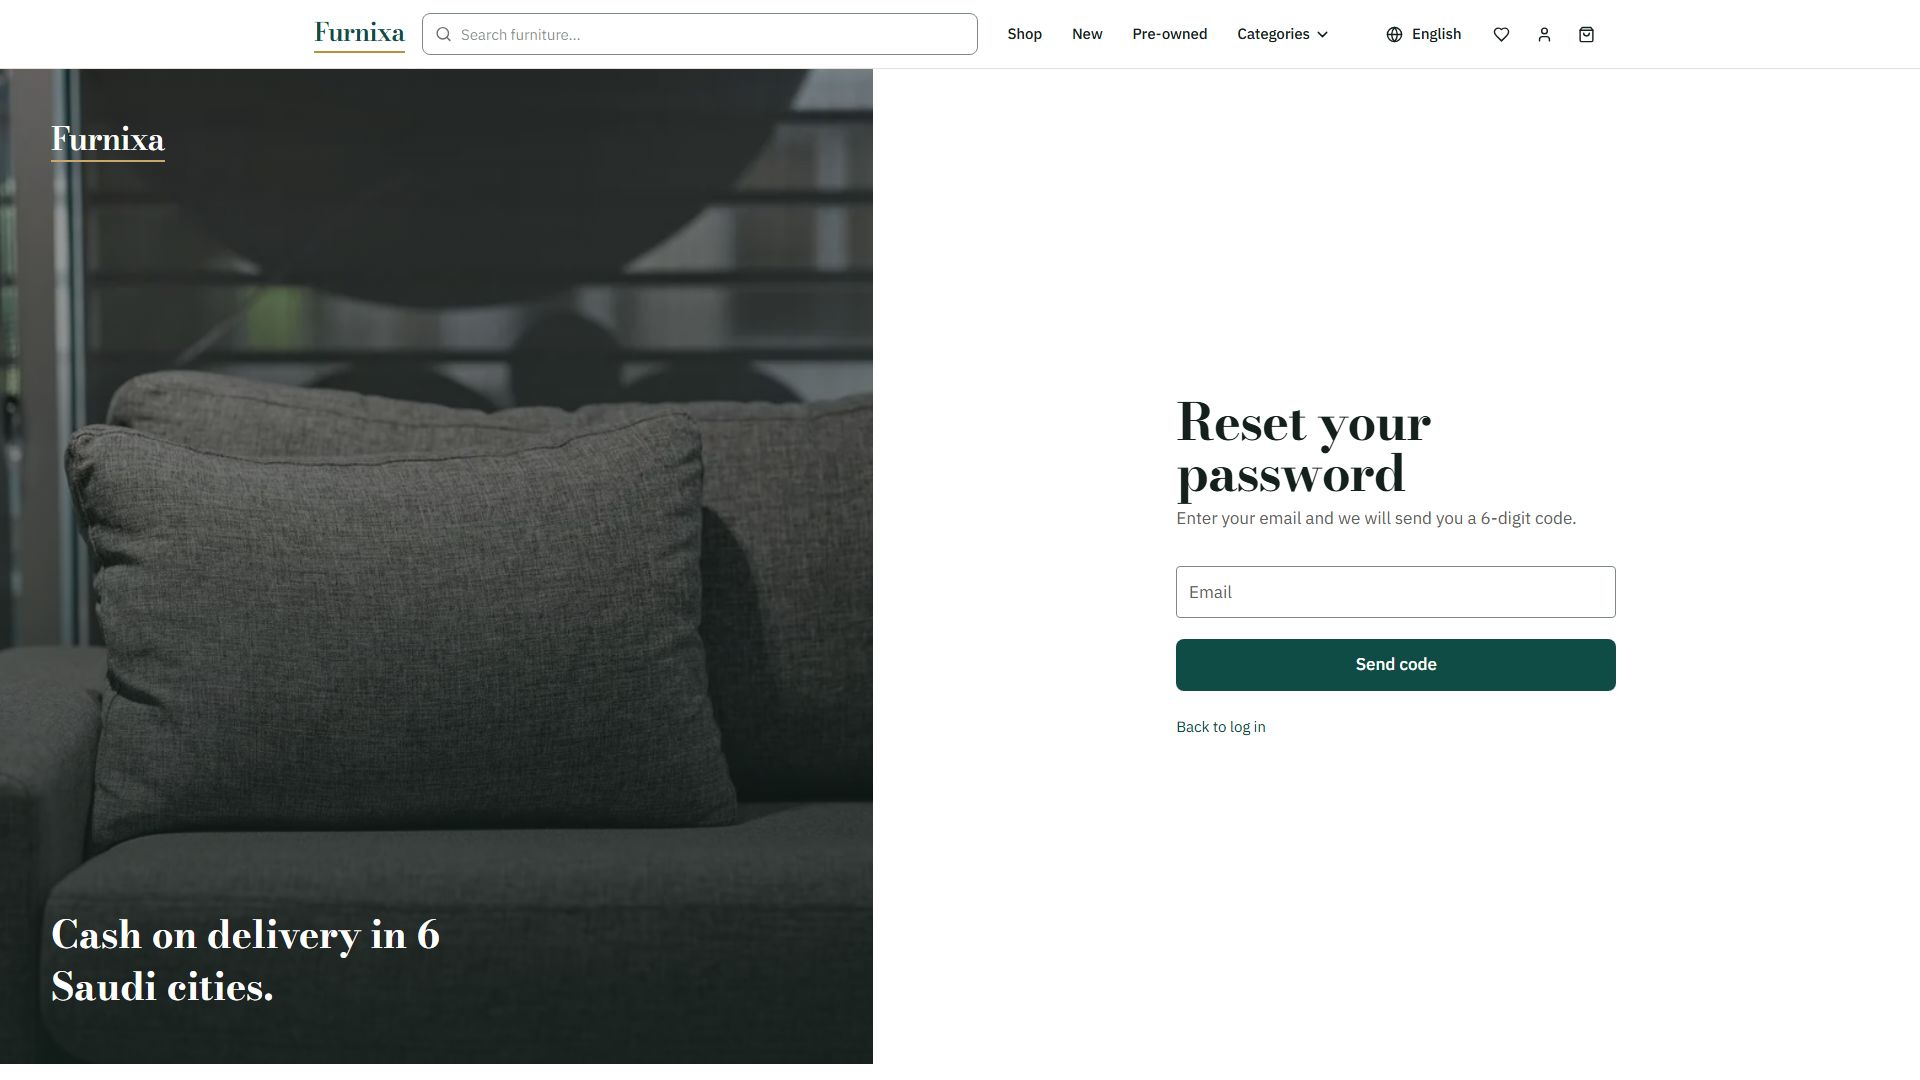 Furnixa
Search furniture...
Shop
New
Pre-owned
Categories
English
Furnixa
Cash on delivery in 6
Saudi cities.
Reset your
password
Enter your email and we will send you a 6-digit code.
Email
Send code
Back to log in